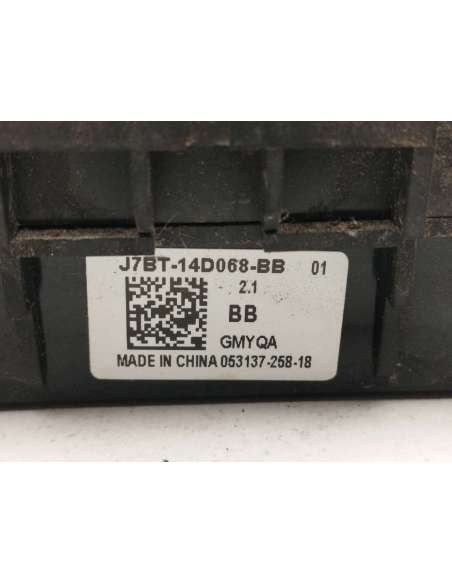 J7BT-14D068-BB 01
2.1
BB
GMYQA
MADE IN CHINA 053137-258-18